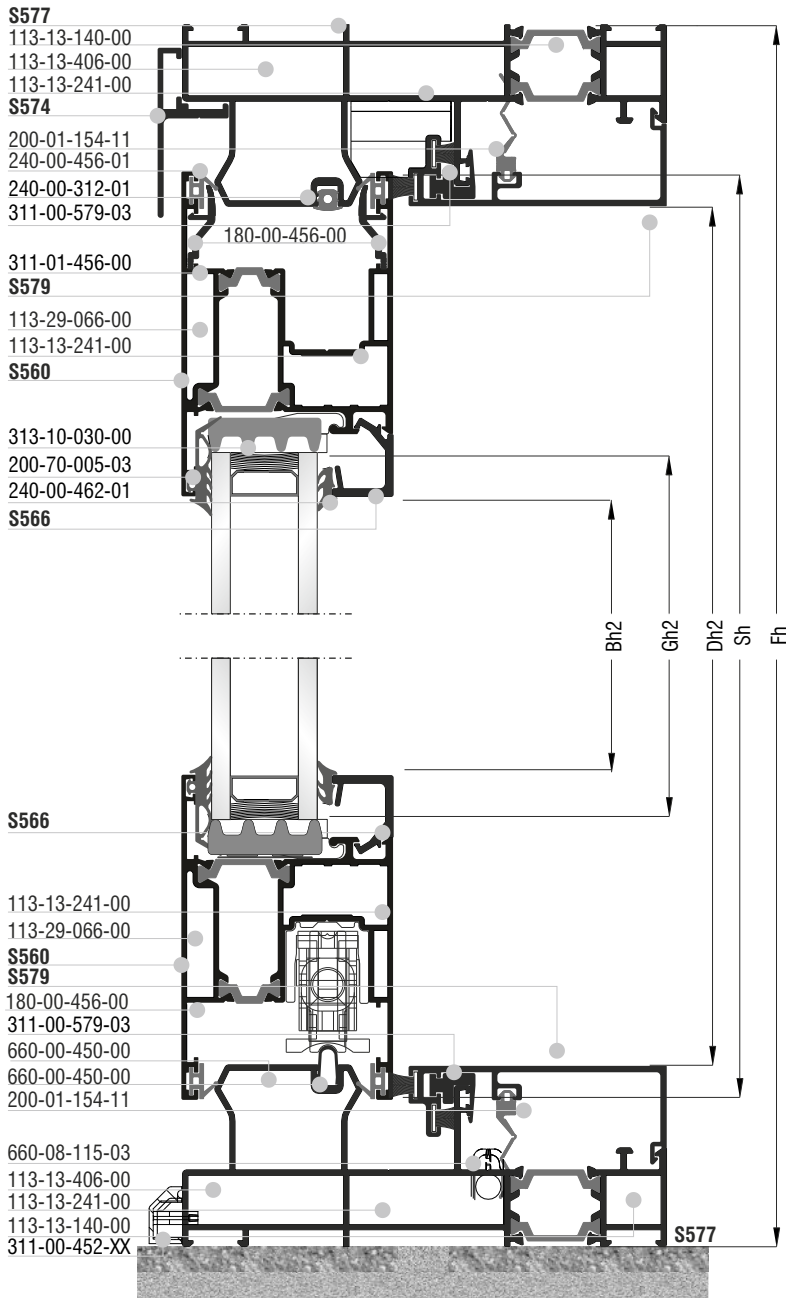 S577
113-13-140-00
113-13-406-00
113-13-241-00
S574
200-01-154-11
240-00-456-01
240-00-312-01
311-00-579-03
180-00-456-00
311-01-456-00
S579
113-29-066-00
113-13-241-00
S560
313-10-030-00
200-70-005-03
240-00-462-01
S566
Bh2
Gh2
Dh2
Sh
Fh
S566
113-13-241-00
113-29-066-00
S560
S579
180-00-456-00
311-00-579-03
660-00-450-00
660-00-450-00
200-01-154-11
660-08-115-03
113-13-406-00
113-13-241-00
113-13-140-00
S577
311-00-452-XX